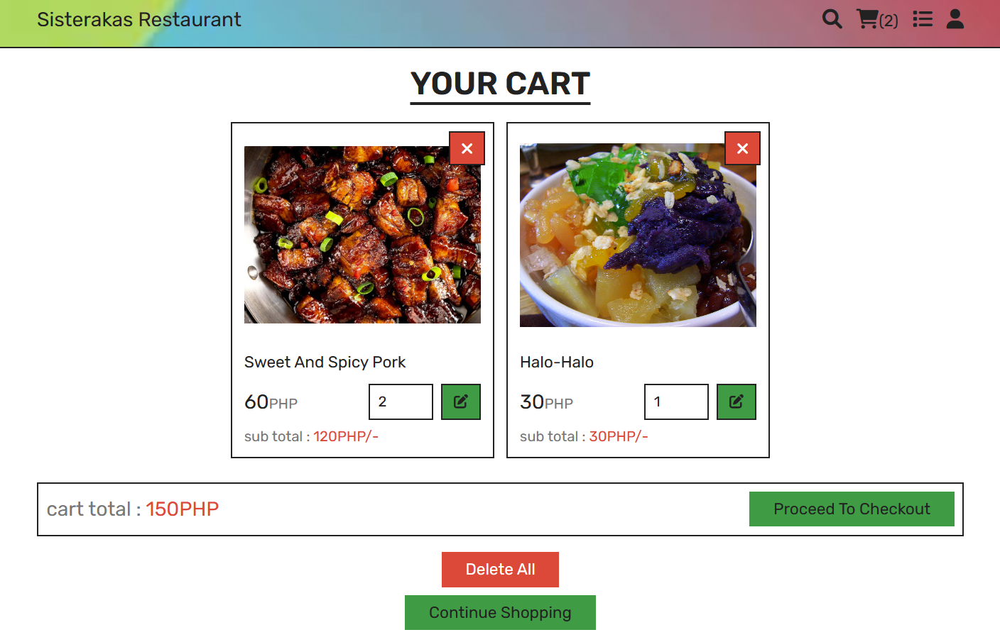 Sisterakas Restaurant
(2)
YOUR CART
Sweet And Spicy Pork
60PHP
2
sub total : 120PHP/-
Halo-Halo
30PHP
1
sub total : 30PHP/-
cart total : 150PHP
Proceed To Checkout
Delete All
Continue Shopping